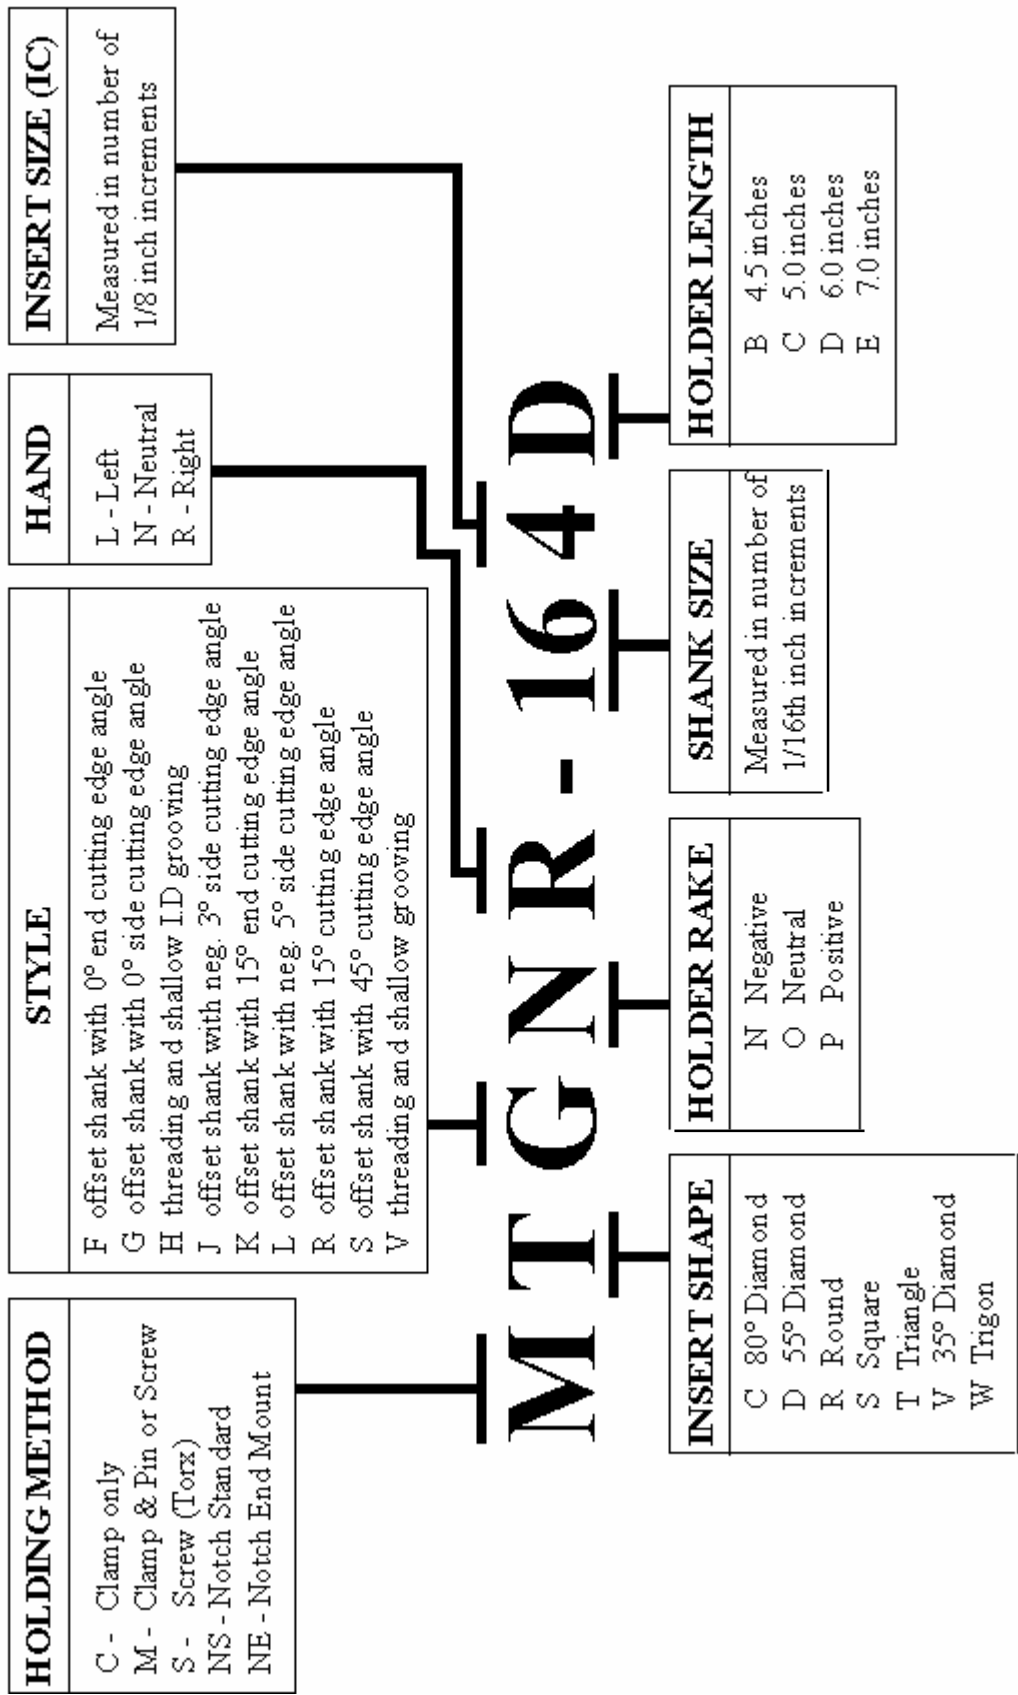 HOLDING METHOD
C - Clamp only
M - Clamp & Pin or Screw
S - Screw (Torx)
NS - Notch Standard
NE - Notch End Mount
STYLE
F offset shank with 0° end cutting edge angle
G offset shank with 0° side cutting edge angle
H threading and shallow I.D grooving
J offset shank with neg. 3° side cutting edge angle
K offset shank with 15° end cutting edge angle
L offset shank with neg. 5° side cutting edge angle
R offset shank with 15° cutting edge angle
S offset shank with 45° cutting edge angle
V threading and shallow grooving
HAND
L - Left
N - Neutral
R - Right
INSERT SIZE (IC)
Measured in number of
1/8 inch increments
M T G N R - 16 4 D
INSERT SHAPE
C 80° Diamond
D 55° Diamond
R Round
S Square
T Triangle
V 35° Diamond
W Trigon
HOLDER RAKE
N Negative
O Neutral
P Positive
SHANK SIZE
Measured in number of
1/16th inch increments
HOLDER LENGTH
B 4.5 inches
C 5.0 inches
D 6.0 inches
E 7.0 inches